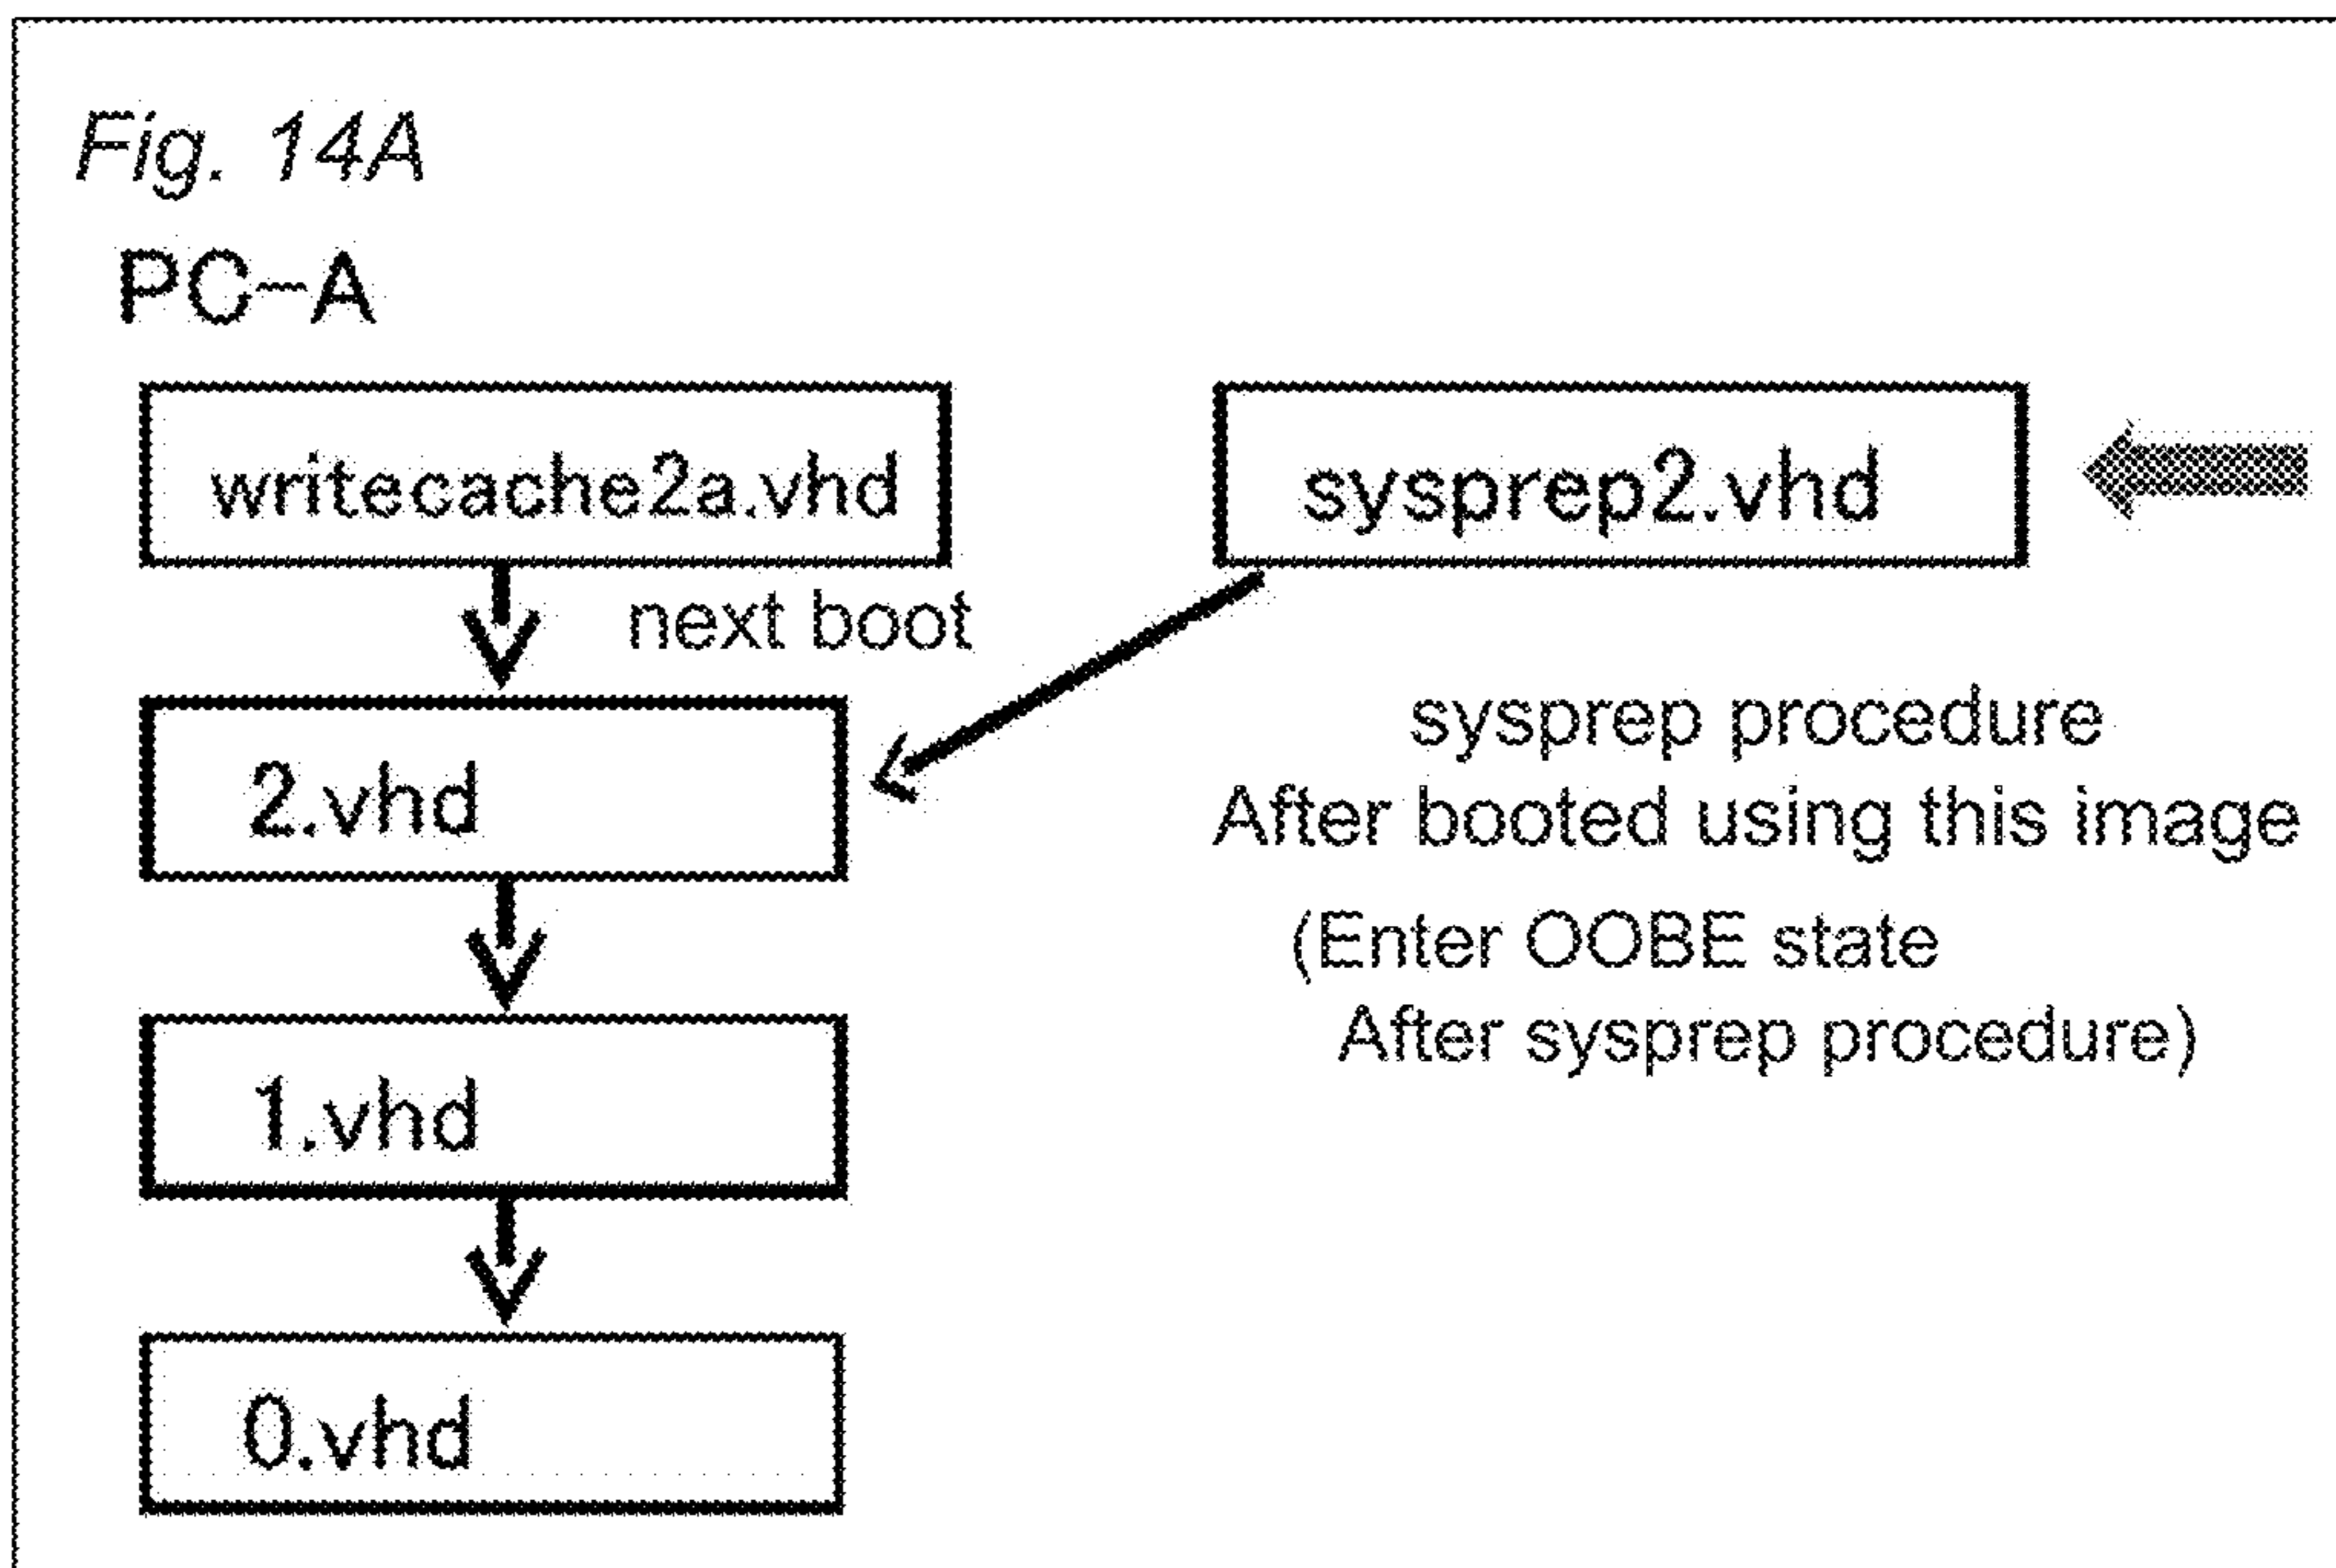 Fig. 14A
PC-A
writecache2a.vhd
sysprep2.vhd
next boot
2.vhd
sysprep procedure
After booted using this image
(Enter OOBE state
After sysprep procedure)
1.vhd
0.vhd